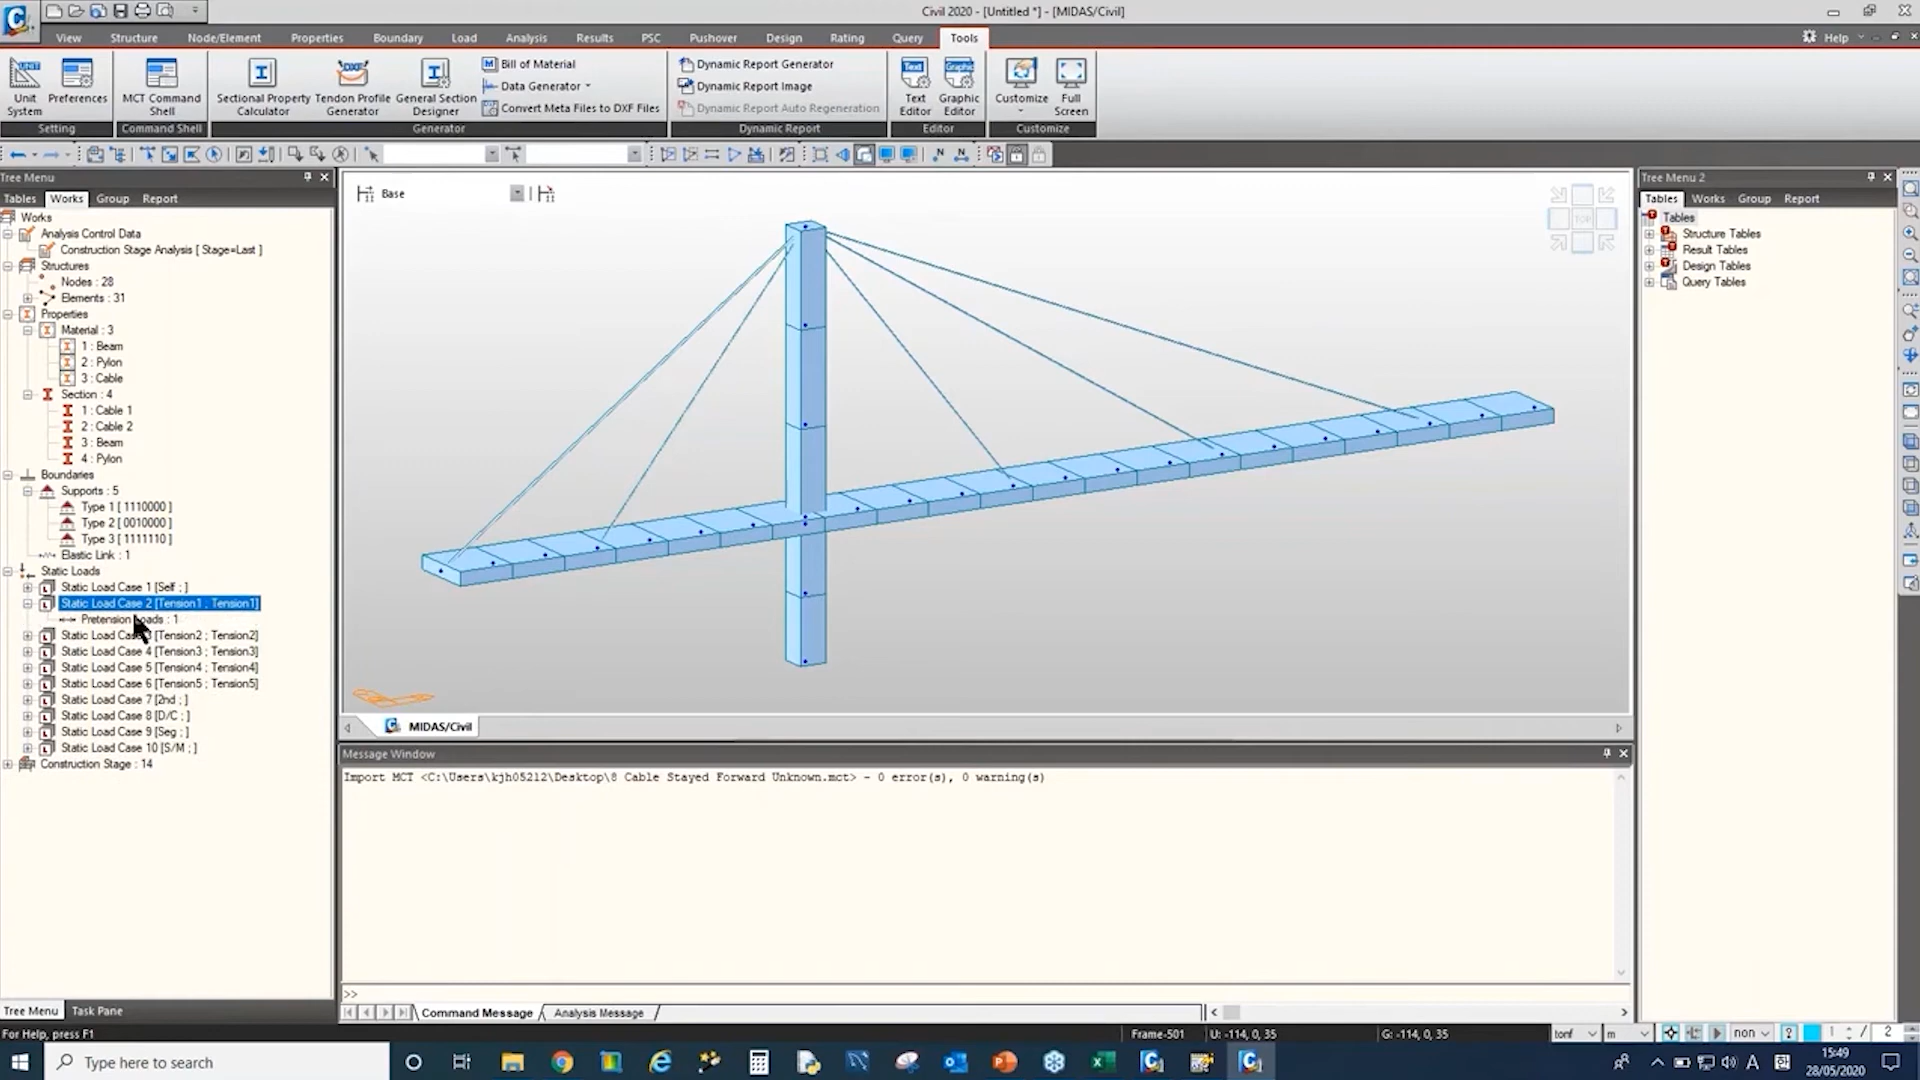 Civil 2020 - [Untitled *] - [MIDAS/Civil]
View Structure Node/Element Properties Boundary Load Analysis Results PSC Pushover Design Rating Query Tools Help
Unit System
Preferences
Setting
MCT Command Shell
Command Shell
Sectional Property Calculator
Tendon Profile Generator
General Section Designer
Bill of Material
Data Generator
Convert Meta Files to DXF Files
Generator
Dynamic Report Generator
Dynamic Report Image
Dynamic Report Auto Regeneration
Dynamic Report
Text Editor
Graphic Editor
Editor
Customize
Full Screen
Customize
Tree Menu
Tables Works Group Report
Works
Analysis Control Data
Construction Stage Analysis [ Stage=Last ]
Structures
Nodes : 28
Elements : 31
Properties
Material : 3
1 : Beam
2 : Pylon
3 : Cable
Section : 4
1 : Cable 1
2 : Cable 2
3 : Beam
4 : Pylon
Boundaries
Supports : 5
Type 1 [ 1110000 ]
Type 2 [ 0010000 ]
Type 3 [ 1111110 ]
Elastic Link : 1
Static Loads
Static Load Case 1 [Self ; ]
Static Load Case 2 [Tension1 ; Tension1]
Pretension Loads : 1
Static Load Case 3 [Tension2 ; Tension2]
Static Load Case 4 [Tension3 ; Tension3]
Static Load Case 5 [Tension4 ; Tension4]
Static Load Case 6 [Tension5 ; Tension5]
Static Load Case 7 [2nd ; ]
Static Load Case 8 [D/C ; ]
Static Load Case 9 [Seg ; ]
Static Load Case 10 [S/M ; ]
Construction Stage : 14
Tree Menu Task Pane
Base
TOP
MIDAS/Civil
Message Window
Import MCT <C:\Users\kjh05212\Desktop\8 Cable Stayed Forward Unknown.mct> - 0 error(s), 0 warning(s)
>>
Command Message Analysis Message
Tree Menu 2
Tables Works Group Report
Tables
Structure Tables
Result Tables
Design Tables
Query Tables
For Help, press F1
Frame-501 U: -114, 0, 35 G: -114, 0, 35 tonf m non ? 1 / 2
Type here to search
A
15:49
28/05/2020